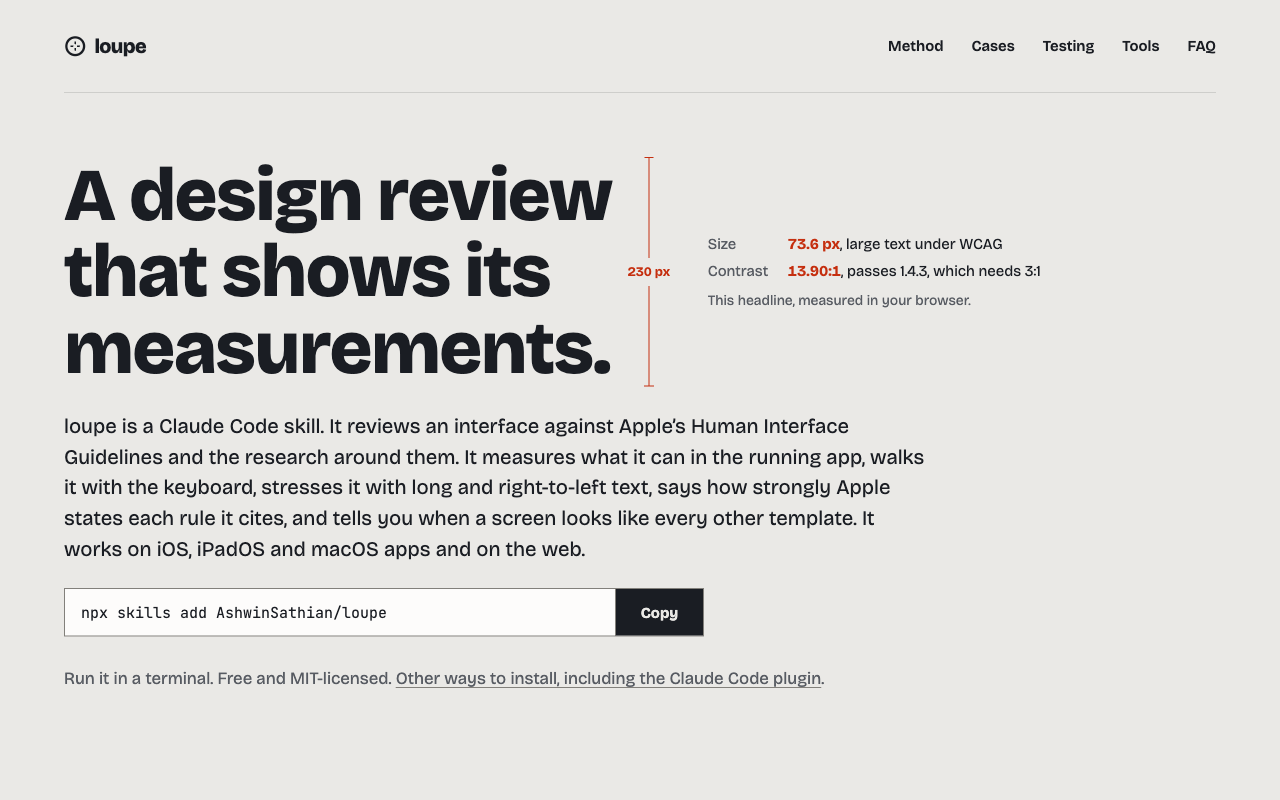 loupe
Method Cases Testing Tools FAQ
A design review
that shows its
measurements.
230 px
Size 73.6 px, large text under WCAG
Contrast 13.90:1, passes 1.4.3, which needs 3:1
This headline, measured in your browser.
loupe is a Claude Code skill. It reviews an interface against Apple’s Human Interface
Guidelines and the research around them. It measures what it can in the running app, walks
it with the keyboard, stresses it with long and right-to-left text, says how strongly Apple
states each rule it cites, and tells you when a screen looks like every other template. It
works on iOS, iPadOS and macOS apps and on the web.
npx skills add AshwinSathian/loupe
Copy
Run it in a terminal. Free and MIT-licensed. Other ways to install, including the Claude Code plugin.